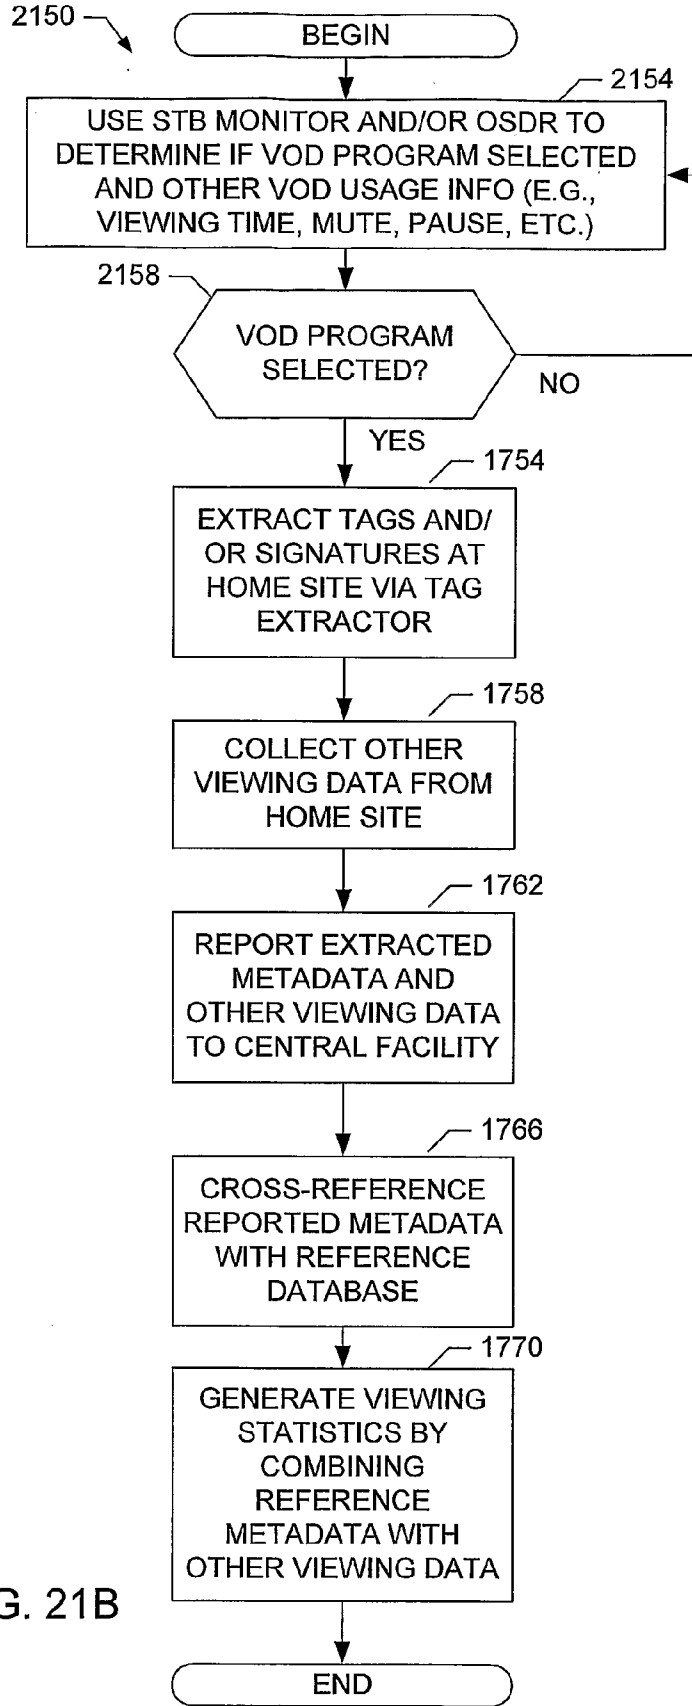 2150
BEGIN
2154
USE STB MONITOR AND/OR OSDR TO
DETERMINE IF VOD PROGRAM SELECTED
AND OTHER VOD USAGE INFO (E.G.,
VIEWING TIME, MUTE, PAUSE, ETC.)
2158
VOD PROGRAM
SELECTED?
NO
YES
1754
EXTRACT TAGS AND/
OR SIGNATURES AT
HOME SITE VIA TAG
EXTRACTOR
1758
COLLECT OTHER
VIEWING DATA FROM
HOME SITE
1762
REPORT EXTRACTED
METADATA AND
OTHER VIEWING DATA
TO CENTRAL FACILITY
1766
CROSS-REFERENCE
REPORTED METADATA
WITH REFERENCE
DATABASE
1770
GENERATE VIEWING
STATISTICS BY
COMBINING
REFERENCE
METADATA WITH
OTHER VIEWING DATA
G. 21B
END